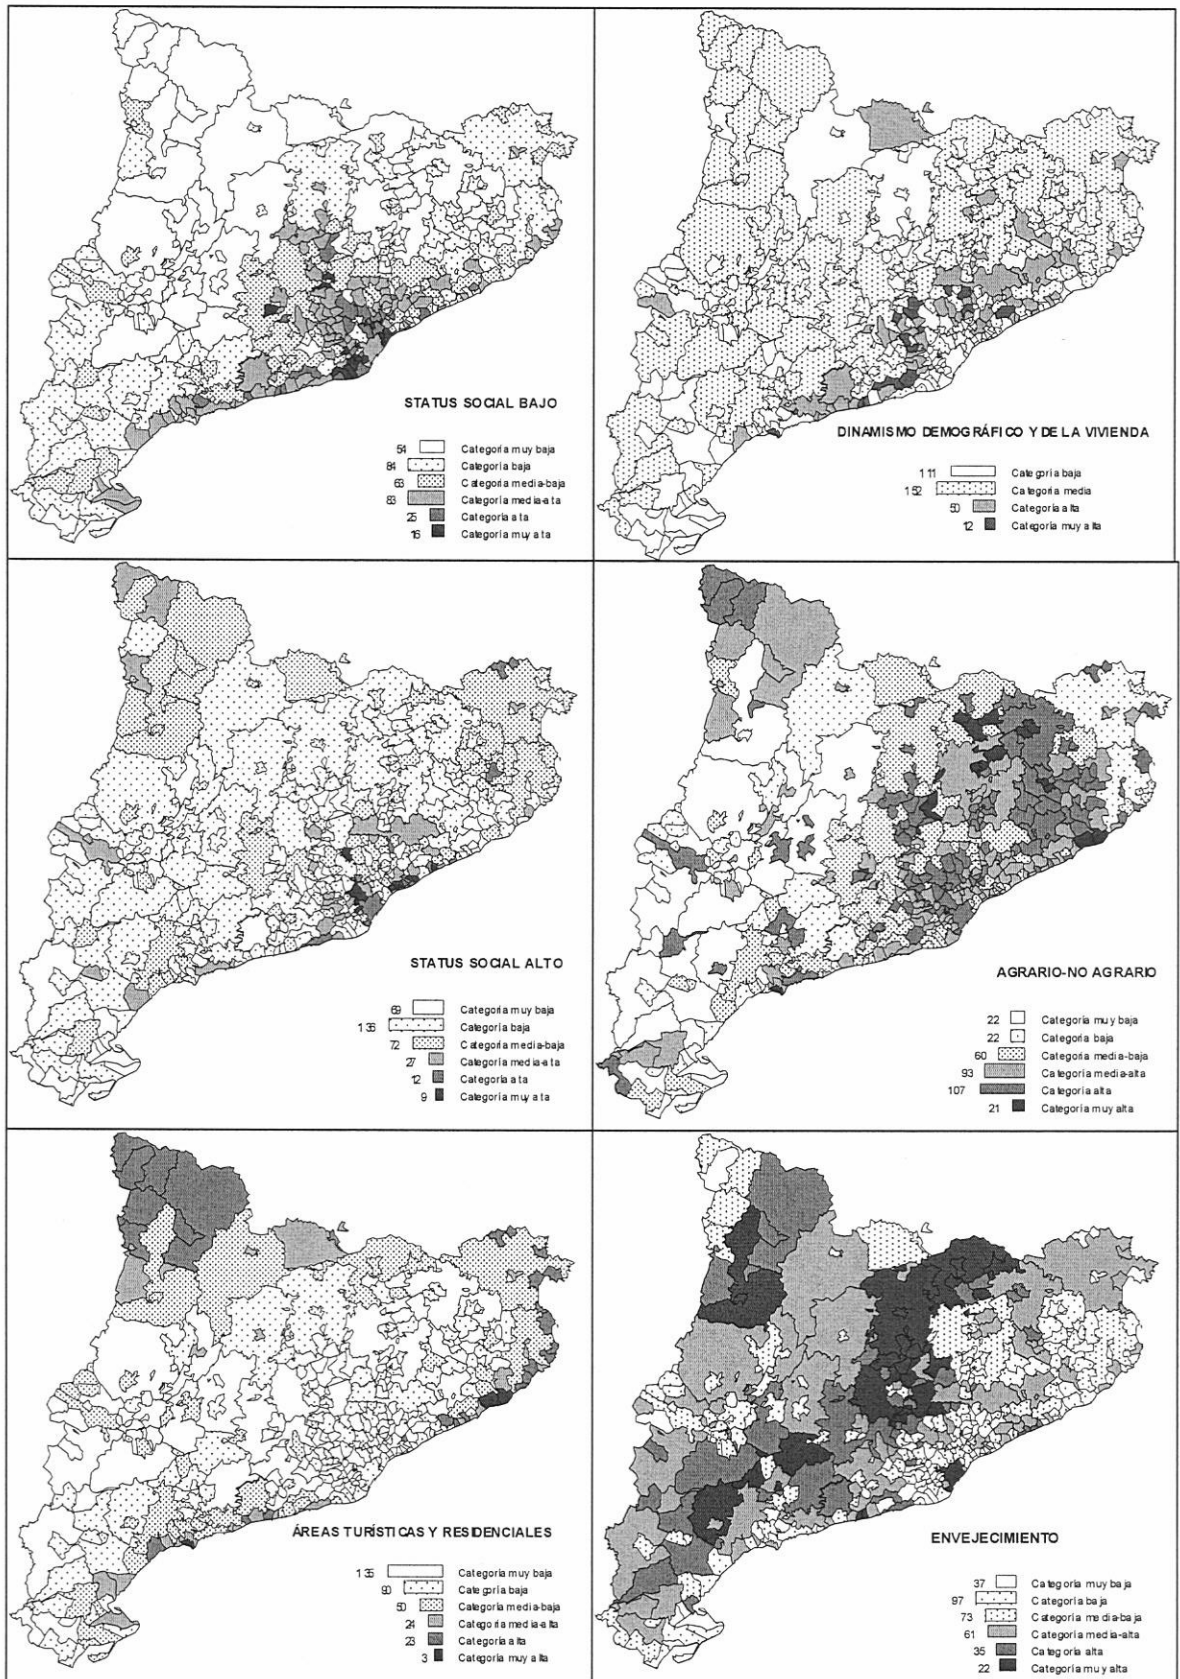 STATUS SOCIAL BAJO
54 Categoría muy baja
84 Categoría baja
63 Categoría media-baja
83 Categoría media-ata
25 Categoría ata
16 Categoría muy ata
DINAMISMO DEMOGRÁFICO Y DE LA VIVIENDA
111 Categoría baja
152 Categoría media
50 Categoría alta
12 Categoría muy alta
STATUS SOCIAL ALTO
69 Categoría muy baja
136 Categoría baja
72 Categoría media-baja
27 Categoría media-ata
12 Categoría ata
9 Categoría muy ata
AGRARIO-NO AGRARIO
22 Categoría muy baja
22 Categoría baja
60 Categoría media-baja
93 Categoría media-alta
107 Categoría alta
21 Categoría muy alta
ÁREAS TURÍSTICAS Y RESIDENCIALES
135 Categoría muy baja
90 Categoría baja
50 Categoría media-baja
24 Categoría media-alta
23 Categoría alta
3 Categoría muy alta
ENVEJECIMIENTO
37 Categoría muy baja
97 Categoría baja
73 Categoría media-baja
61 Categoría media-alta
35 Categoría alta
22 Categoría muy alta